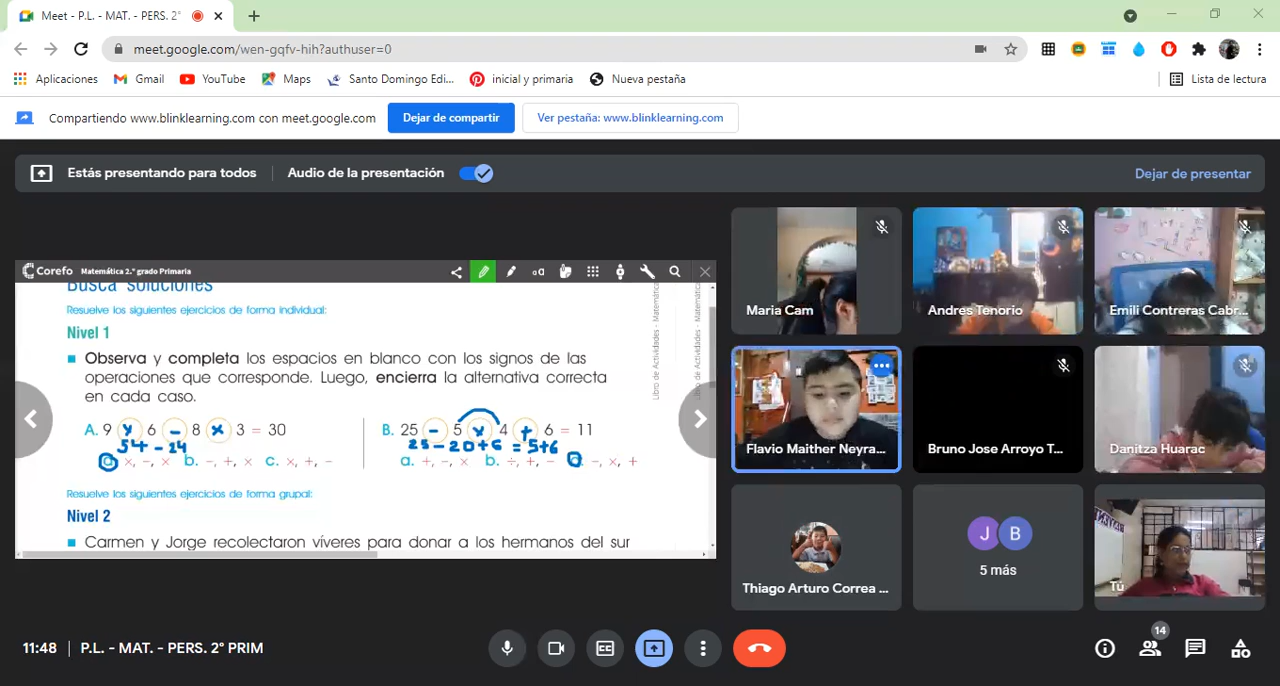 Meet - P.L. - MAT. - PERS. 2°
meet.google.com/wen-gqfv-hih?authuser=0
Aplicaciones Gmail YouTube Maps Santo Domingo Edi... inicial y primaria Nueva pestaña Lista de lectura
Compartiendo www.blinklearning.com con meet.google.com Dejar de compartir Ver pestaña: www.blinklearning.com
Estás presentando para todos Audio de la presentación Dejar de presentar
Corefo Matemática 2.° grado Primaria
Busca soluciones
Resuelve los siguientes ejercicios de forma individual:
Nivel 1
Observa y completa los espacios en blanco con los signos de las
operaciones que corresponde. Luego, encierra la alternativa correcta
en cada caso.
A. 9 x 6 - 8 x 3 = 30
54 - 24
a. ×, −, × b. −, +, × c. ×, +, −
B. 25 - 5 x 4 + 6 = 11
25 - 20 + 6 = 5 + 6
a. +, −, × b. ÷, +, − c. −, ×, +
Resuelve los siguientes ejercicios de forma grupal:
Nivel 2
Carmen y Jorge recolectaron víveres para donar a los hermanos del sur
Libro de Actividades - Matemátic
Maria Cam
Andres Tenorio
Emili Contreras Cabr...
Flavio Maither Neyra...
Bruno Jose Arroyo T...
Danitza Huarac
Thiago Arturo Correa ...
J B
5 más
Tú
11:48 | P.L. - MAT. - PERS. 2° PRIM
14